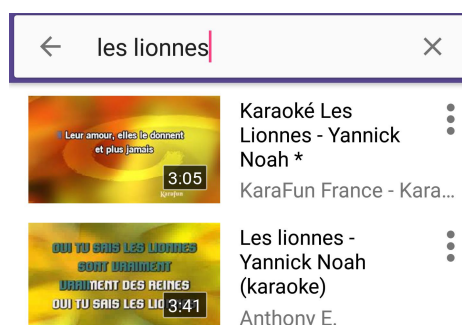 les lionnes
Leur amour, elles le donnent
et plus jamais
3:05
Karafun
Karaoké Les
Lionnes - Yannick
Noah *
KaraFun France - Kara...
OUI TU SAIS LES LIONNES
SONT VRAIMENT
VRAIMENT DES REINES
OUI TU SAIS LES LIO
3:41
Les lionnes -
Yannick Noah
(karaoke)
Anthony E.